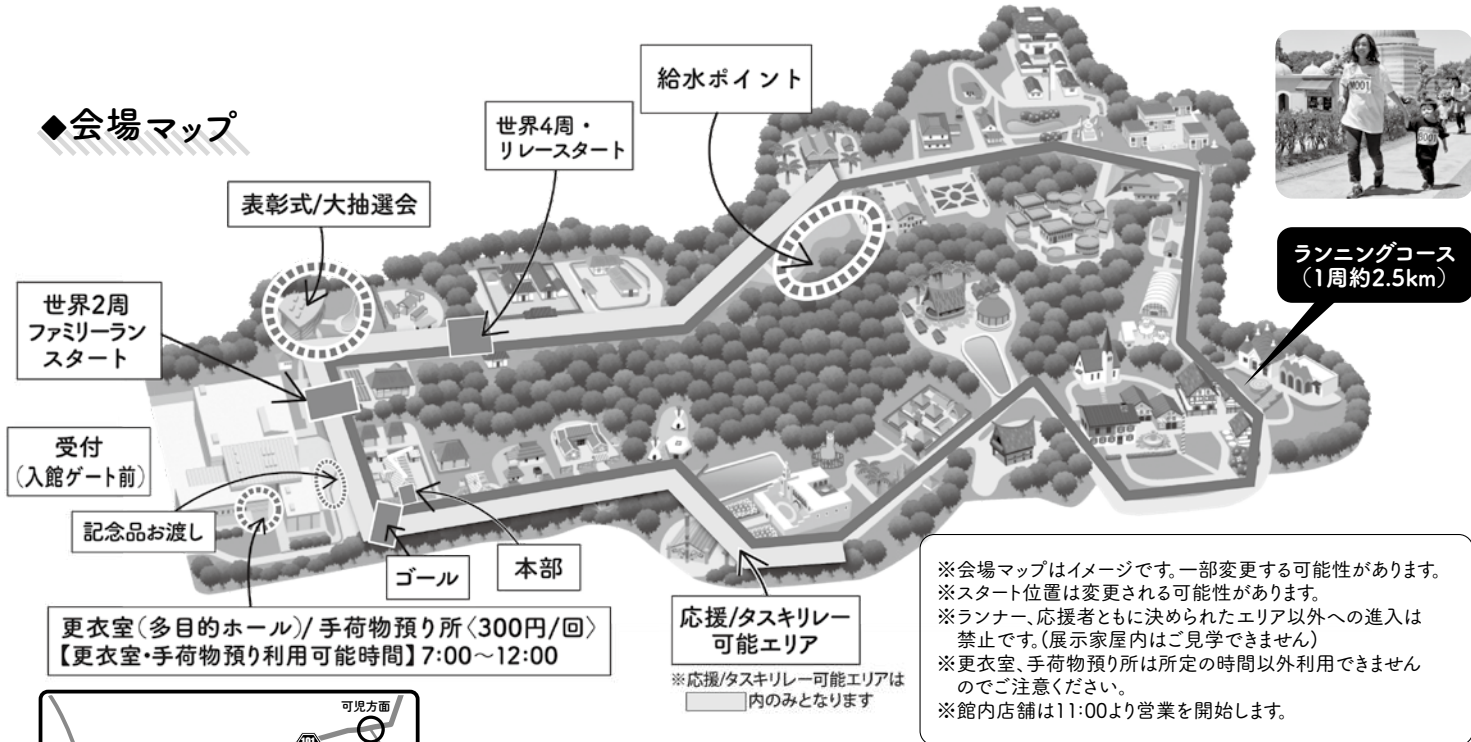 ◆会場マップ
給水ポイント
世界4周・
リレースタート
表彰式/大抽選会
世界2周
ファミリーラン
スタート
ランニングコース
(1周約2.5km)
受付
(入館ゲート前)
記念品お渡し
ゴール
本部
更衣室(多目的ホール)/手荷物預り所〈300円/回〉
【更衣室・手荷物預り利用可能時間】7:00~12:00
応援/タスキリレー
可能エリア
※応援/タスキリレー可能エリアは
内のみとなります
※会場マップはイメージです。一部変更する可能性があります。
※スタート位置は変更される可能性があります。
※ランナー、応援者ともに決められたエリア以外への進入は
禁止です。(展示家屋内はご見学できません)
※更衣室、手荷物預り所は所定の時間以外利用できません
のでご注意ください。
※館内店舗は11:00より営業を開始します。
可児方面